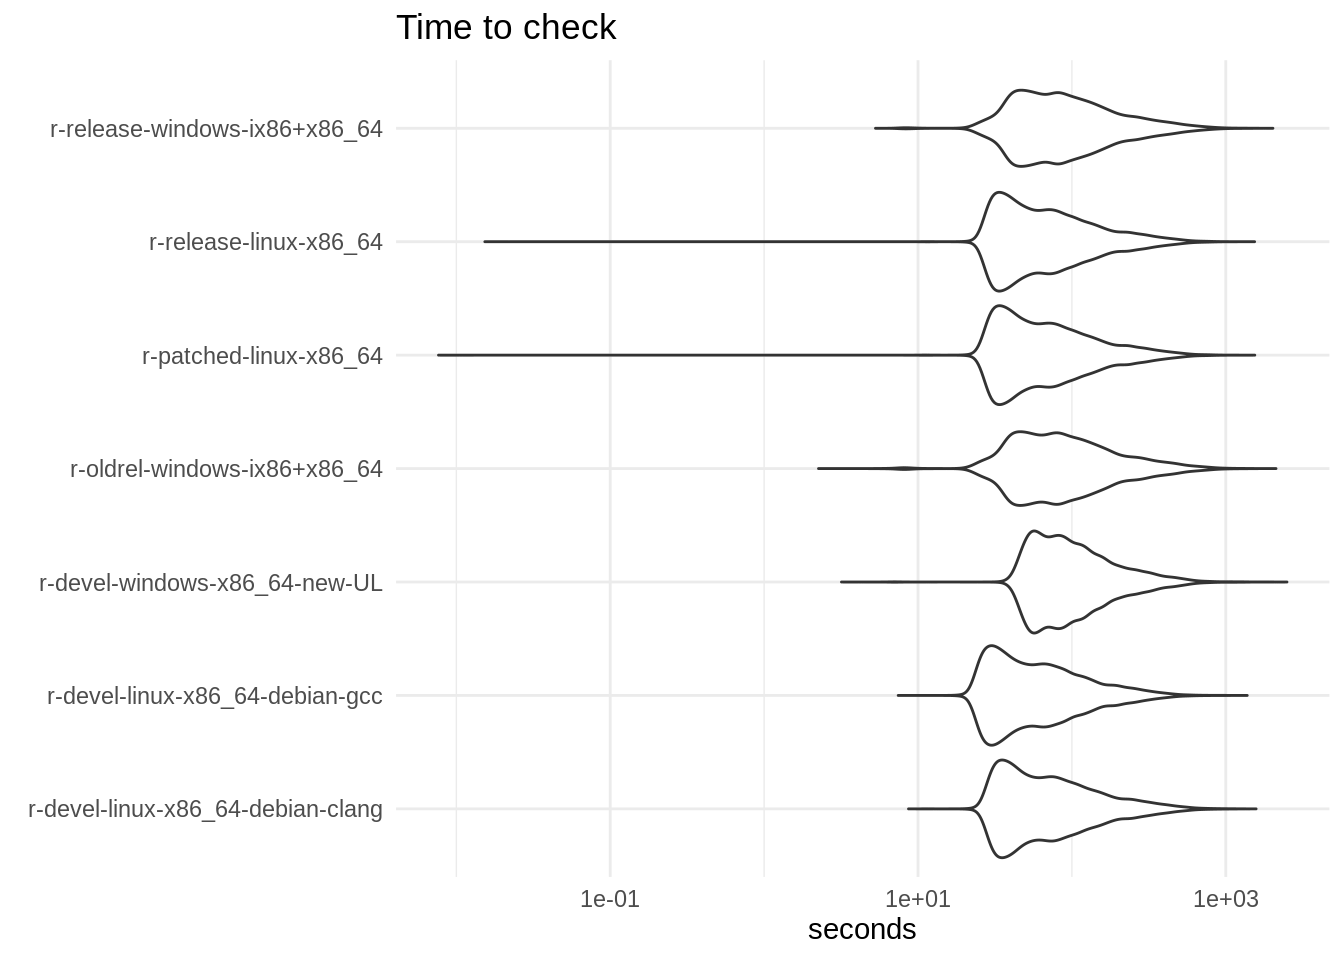 Time to check
r-release-windows-ix86+x86_64
r-release-linux-x86_64
r-patched-linux-x86_64
r-oldrel-windows-ix86+x86_64
r-devel-windows-x86_64-new-UL
r-devel-linux-x86_64-debian-gcc
r-devel-linux-x86_64-debian-clang
1e-01 1e+01 1e+03
seconds